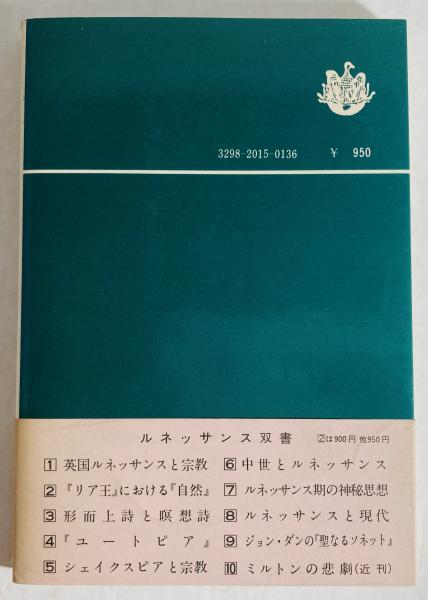 3298-2015-0136 ¥ 950
ルネッサンス双書 ②は900円 他950円
1 英国ルネッサンスと宗教
2 『リア王』における『自然』
3 形而上詩と瞑想詩
4 『ユートピア』
5 シェイクスピアと宗教
6 中世とルネッサンス
7 ルネッサンス期の神秘思想
8 ルネッサンスと現代
9 ジョン・ダンの『聖なるソネット』
10 ミルトンの悲劇(近刊)